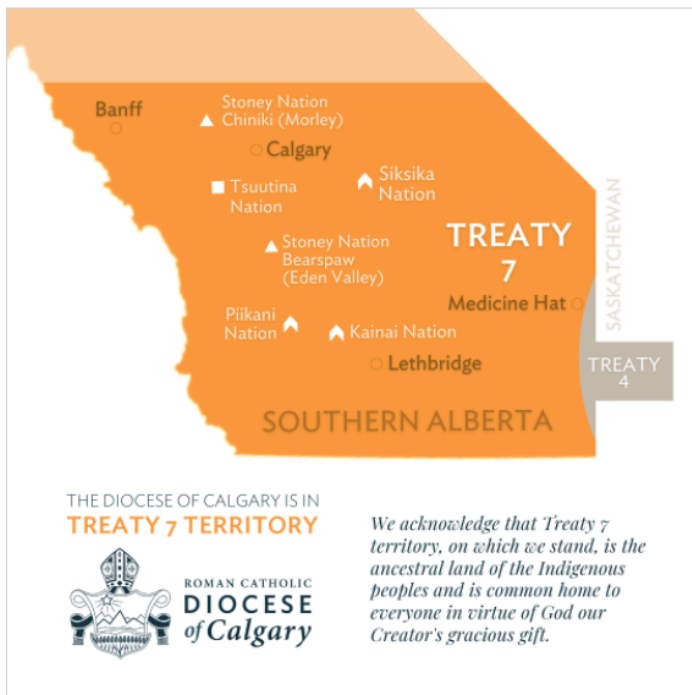 Banff
Stoney Nation
Chiniki (Morley)
Calgary
Tsuutina
Nation
Siksika
Nation
Stoney Nation
Bearspaw
(Eden Valley)
TREATY
7
SASKATCHEWAN
Medicine Hat
Piikani
Nation
Kainai Nation
Lethbridge
TREATY
4
SOUTHERN ALBERTA
THE DIOCESE OF CALGARY IS IN
TREATY 7 TERRITORY
ROMAN CATHOLIC
DIOCESE
of Calgary
We acknowledge that Treaty 7
territory, on which we stand, is the
ancestral land of the Indigenous
peoples and is common home to
everyone in virtue of God our
Creator's gracious gift.